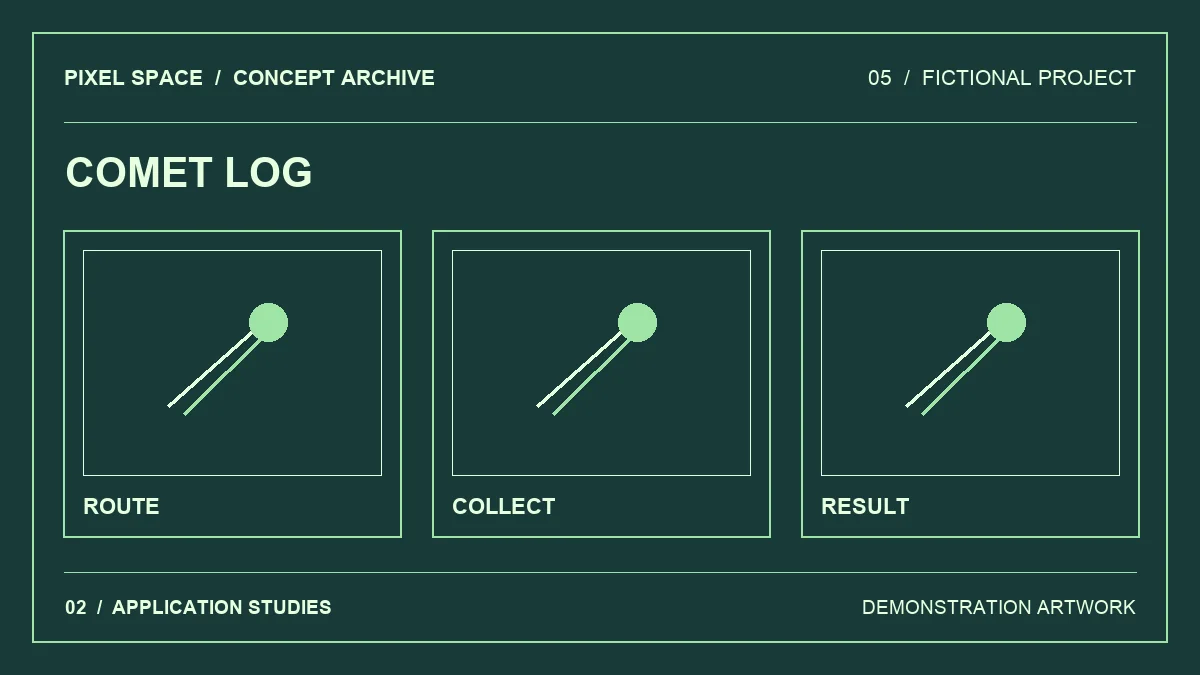 PIXEL SPACE / CONCEPT ARCHIVE
05 / FICTIONAL PROJECT
COMET LOG
ROUTE
COLLECT
RESULT
02 / APPLICATION STUDIES
DEMONSTRATION ARTWORK